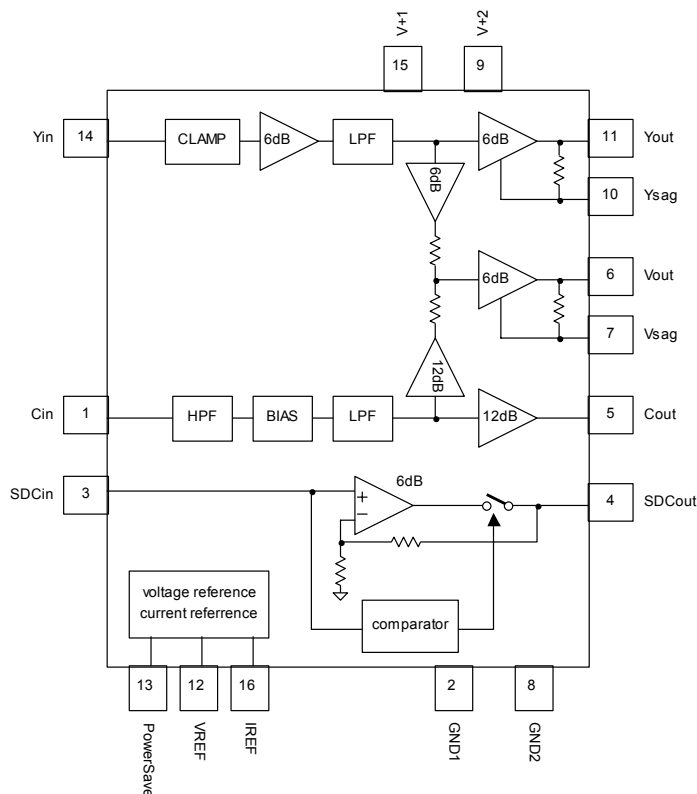 V+1
V+2
15
9
Yin
14
CLAMP
6dB
LPF
6dB
11
Yout
6dB
10
Ysag
6dB
6
Vout
7
Vsag
12dB
Cin
1
HPF
BIAS
LPF
12dB
5
Cout
SDCin
3
6dB
+
−
4
SDCout
voltage reference
current referrence
comparator
13
12
16
2
8
PowerSave
VREF
IREF
GND1
GND2